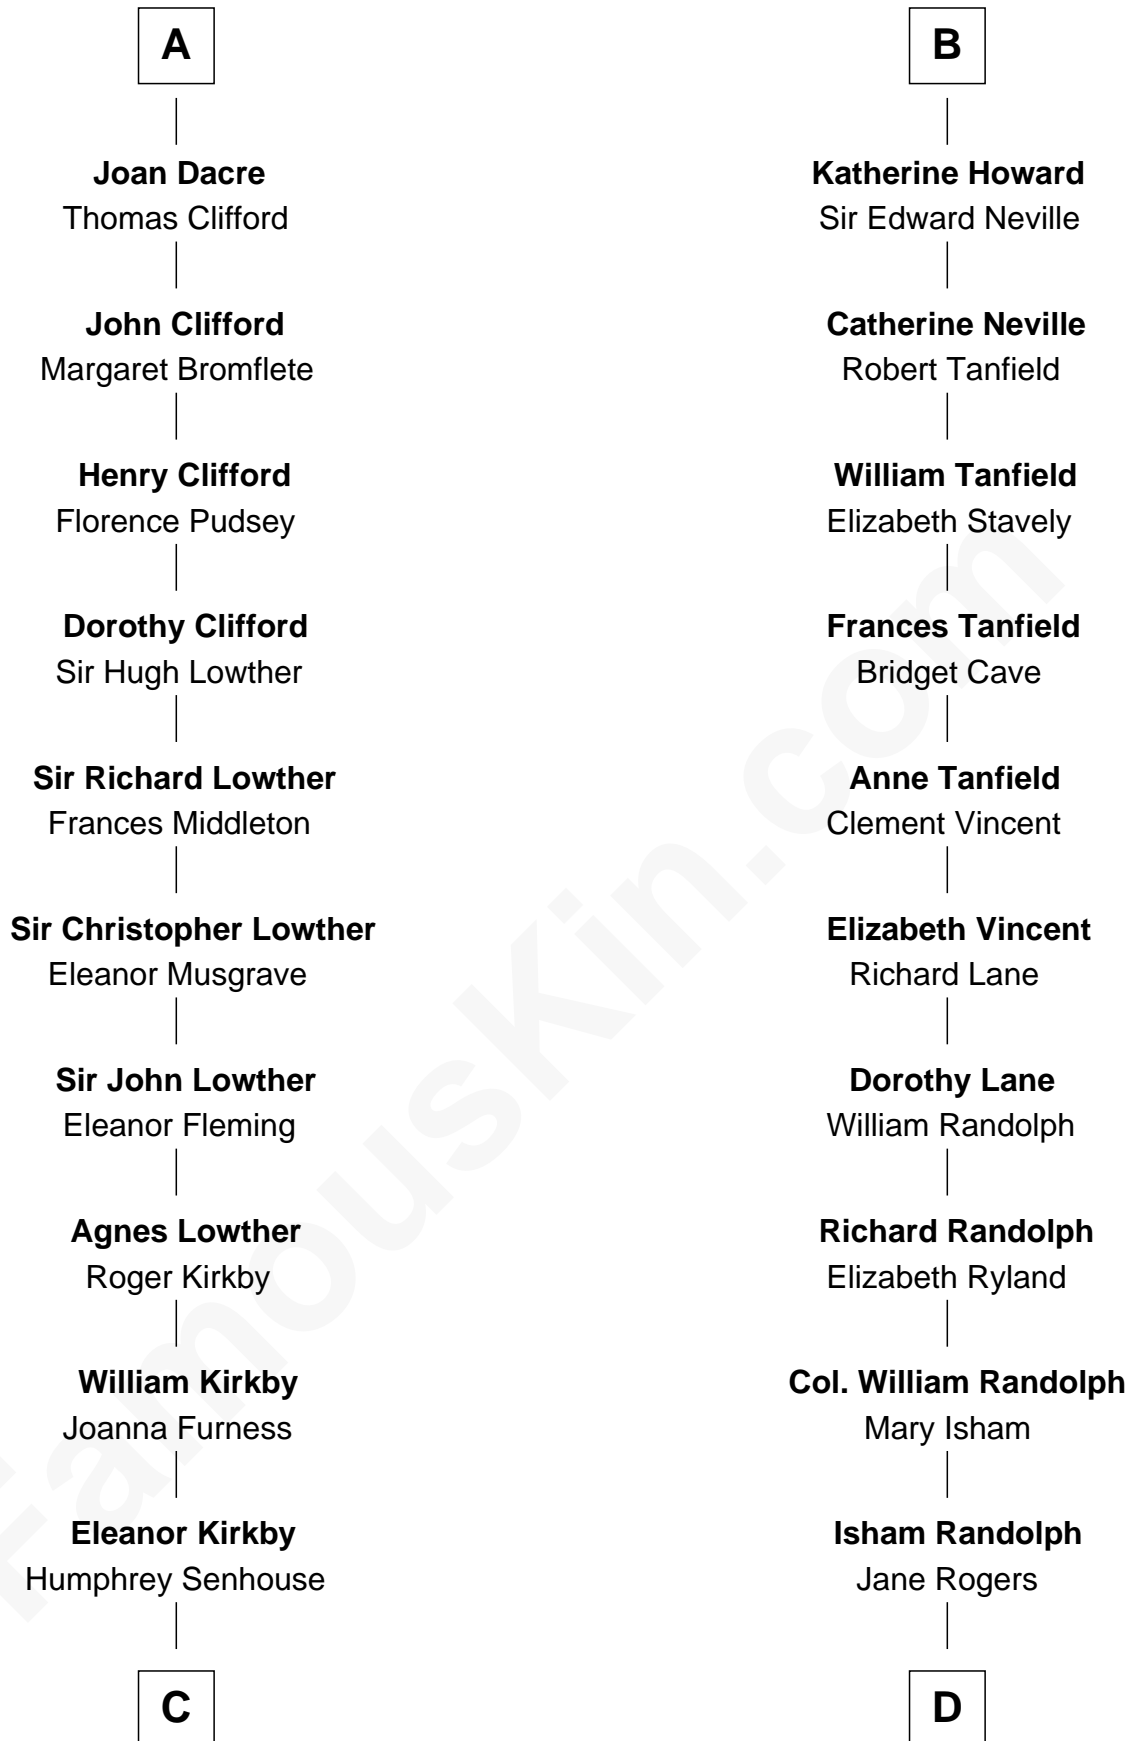 A
Joan Dacre
Thomas Clifford
John Clifford
Margaret Bromflete
Henry Clifford
Florence Pudsey
Dorothy Clifford
Sir Hugh Lowther
Sir Richard Lowther
Frances Middleton
Sir Christopher Lowther
Eleanor Musgrave
Sir John Lowther
Eleanor Fleming
Agnes Lowther
Roger Kirkby
William Kirkby
Joanna Furness
Eleanor Kirkby
Humphrey Senhouse
C
B
Katherine Howard
Sir Edward Neville
Catherine Neville
Robert Tanfield
William Tanfield
Elizabeth Stavely
Frances Tanfield
Bridget Cave
Anne Tanfield
Clement Vincent
Elizabeth Vincent
Richard Lane
Dorothy Lane
William Randolph
Richard Randolph
Elizabeth Ryland
Col. William Randolph
Mary Isham
Isham Randolph
Jane Rogers
D
FamousKin.com